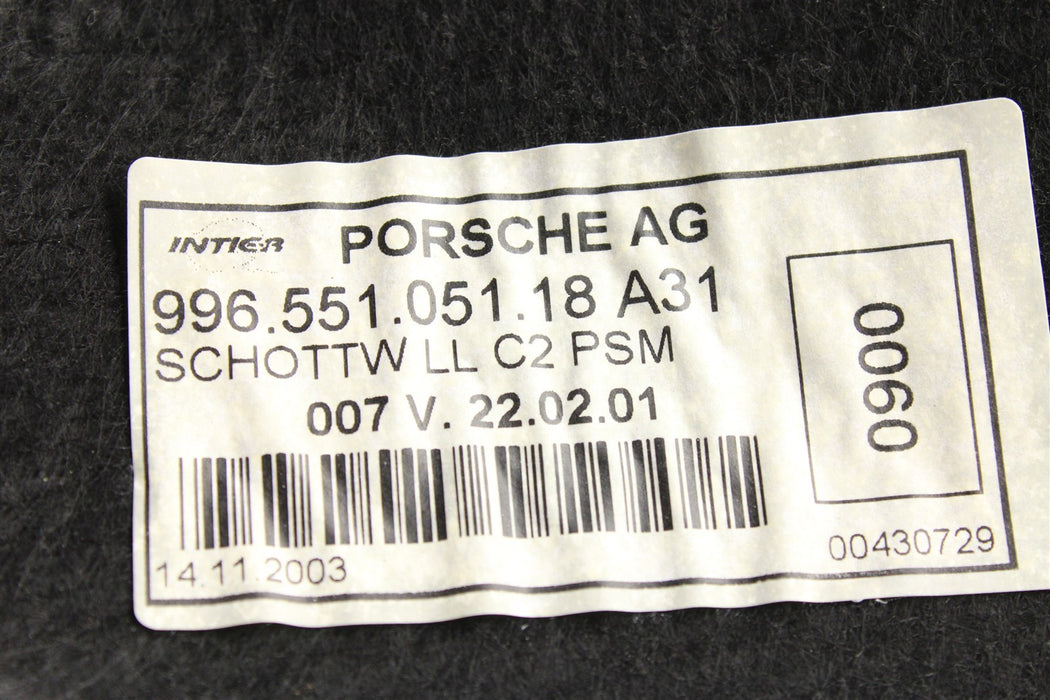 INTIER PORSCHE AG
996.551.051.18 A31
SCHOTTW LL C2 PSM
007 V. 22.02.01
0900
14.11.2003
00430729